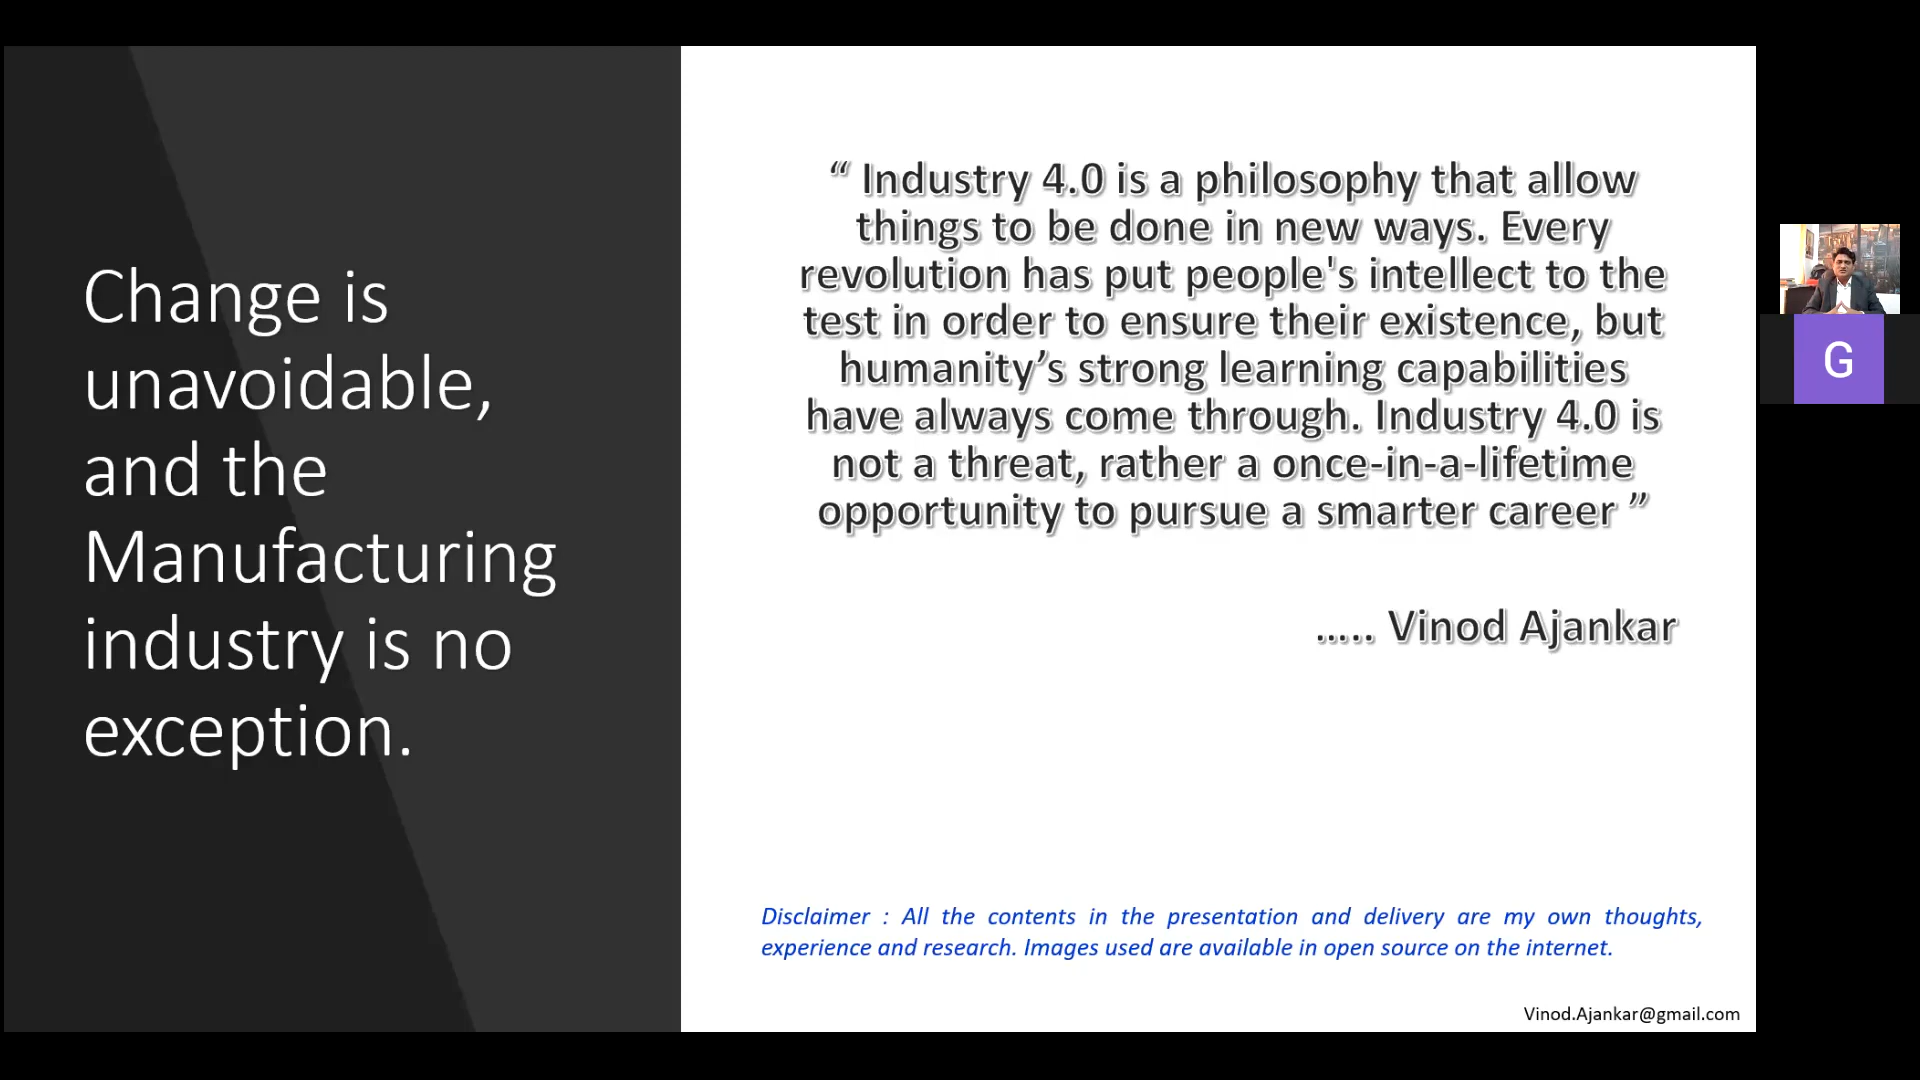 Change is
unavoidable,
and the
Manufacturing
industry is no
exception.
“ Industry 4.0 is a philosophy that allow
things to be done in new ways. Every
revolution has put people's intellect to the
test in order to ensure their existence, but
humanity’s strong learning capabilities
have always come through. Industry 4.0 is
not a threat, rather a once-in-a-lifetime
opportunity to pursue a smarter career ”
..... Vinod Ajankar
Disclaimer : All the contents in the presentation and delivery are my own thoughts,
experience and research. Images used are available in open source on the internet.
Vinod.Ajankar@gmail.com
G